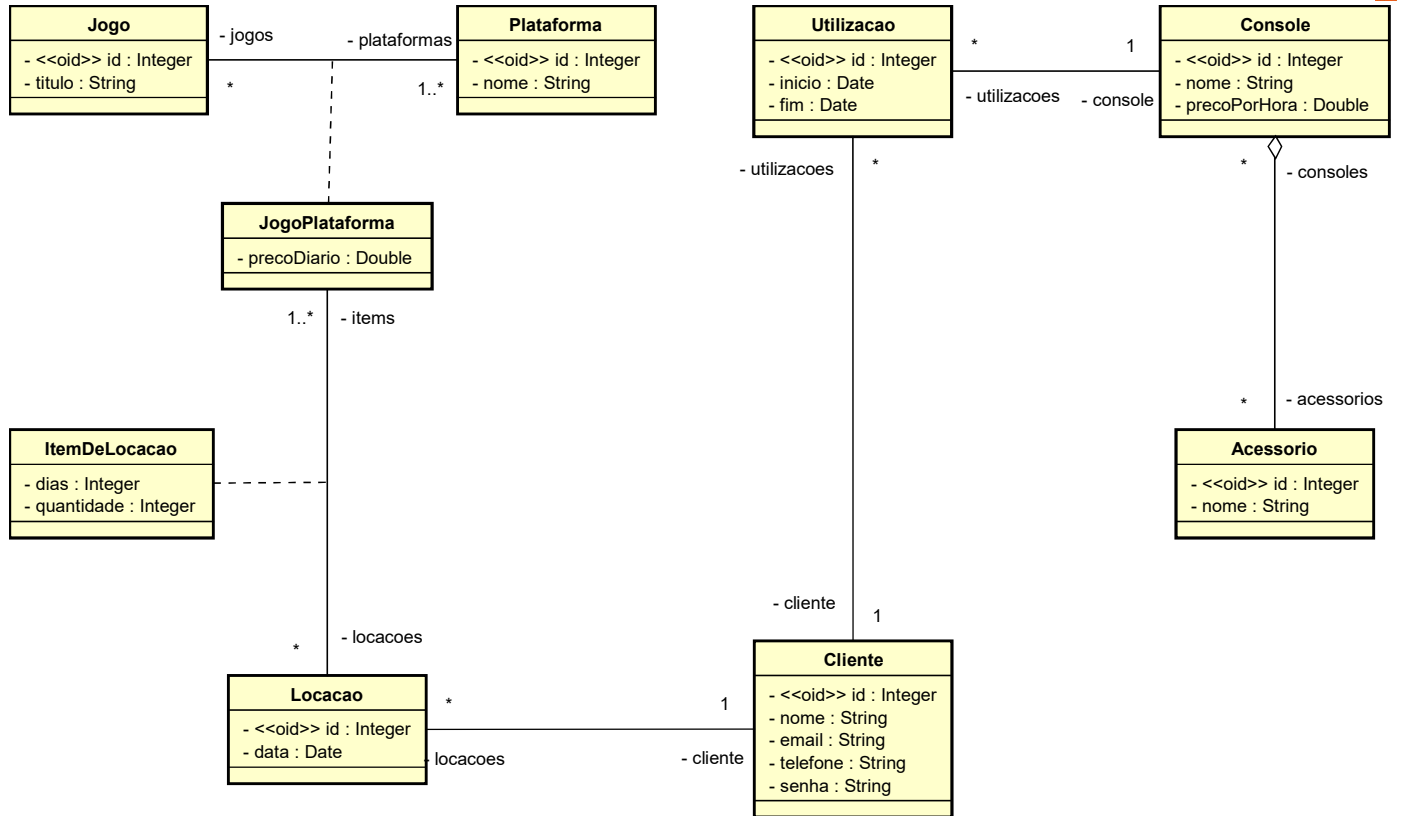 Jogo
- <<oid>> id : Integer
- titulo : String
- jogos
*
- plataformas
1..*
Plataforma
- <<oid>> id : Integer
- nome : String
JogoPlataforma
- precoDiario : Double
1..*
- items
ItemDeLocacao
- dias : Integer
- quantidade : Integer
*
- locacoes
Locacao
- <<oid>> id : Integer
- data : Date
*
- locacoes
1
- cliente
Utilizacao
- <<oid>> id : Integer
- inicio : Date
- fim : Date
*
- utilizacoes
1
- console
Console
- <<oid>> id : Integer
- nome : String
- precoPorHora : Double
- utilizacoes
*
*
- consoles
*
- acessorios
Acessorio
- <<oid>> id : Integer
- nome : String
- cliente
1
Cliente
- <<oid>> id : Integer
- nome : String
- email : String
- telefone : String
- senha : String